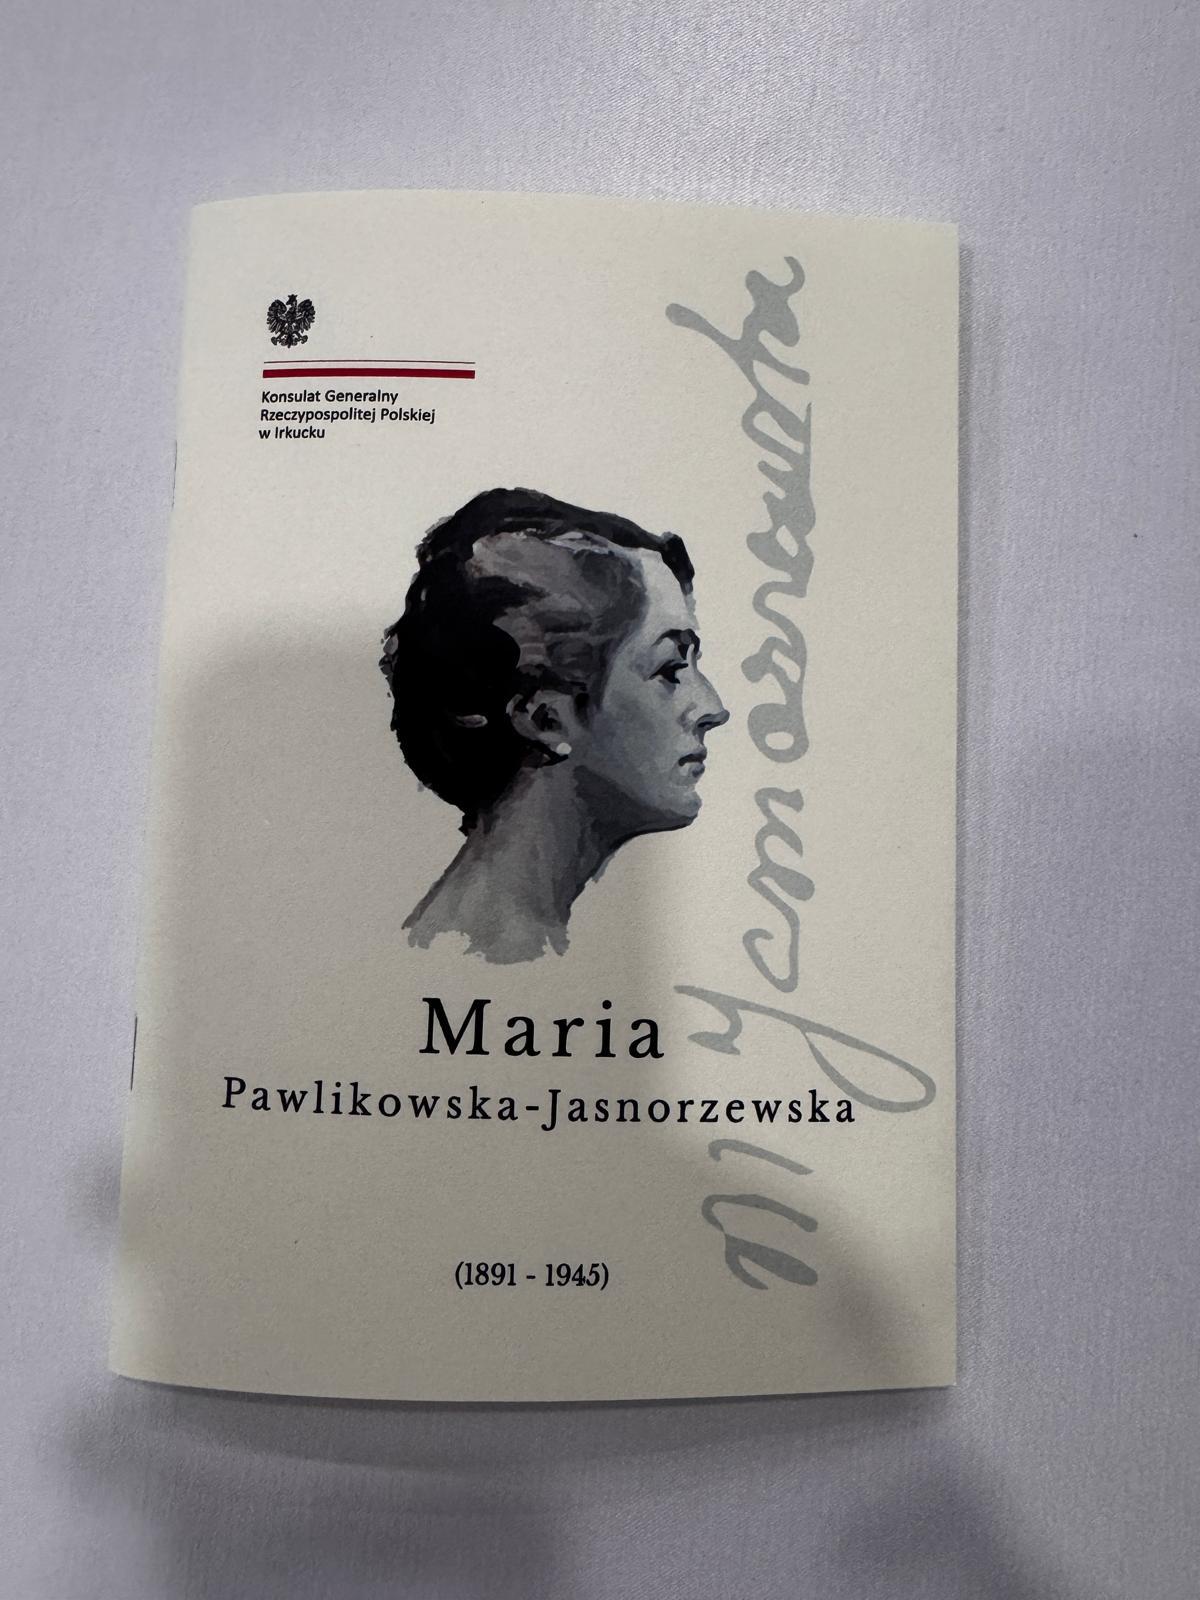 Konsulat Generalny
Rzeczypospolitej Polskiej
w Irkucku
Maria
Pawlikowska-Jasnorzewska
(1891 - 1945)